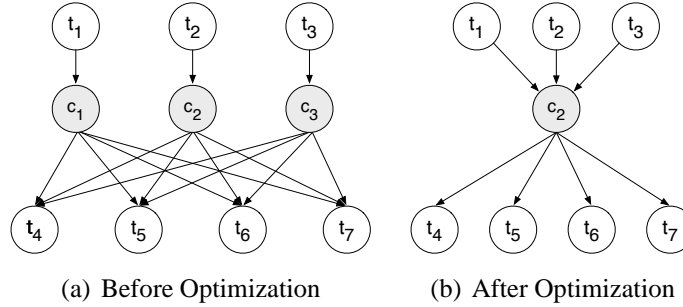 t1 t2 t3 t1 t2 t3
c1 c2 c3 c2
t4 t5 t6 t7 t4 t5 t6 t7
(a) Before Optimization (b) After Optimization